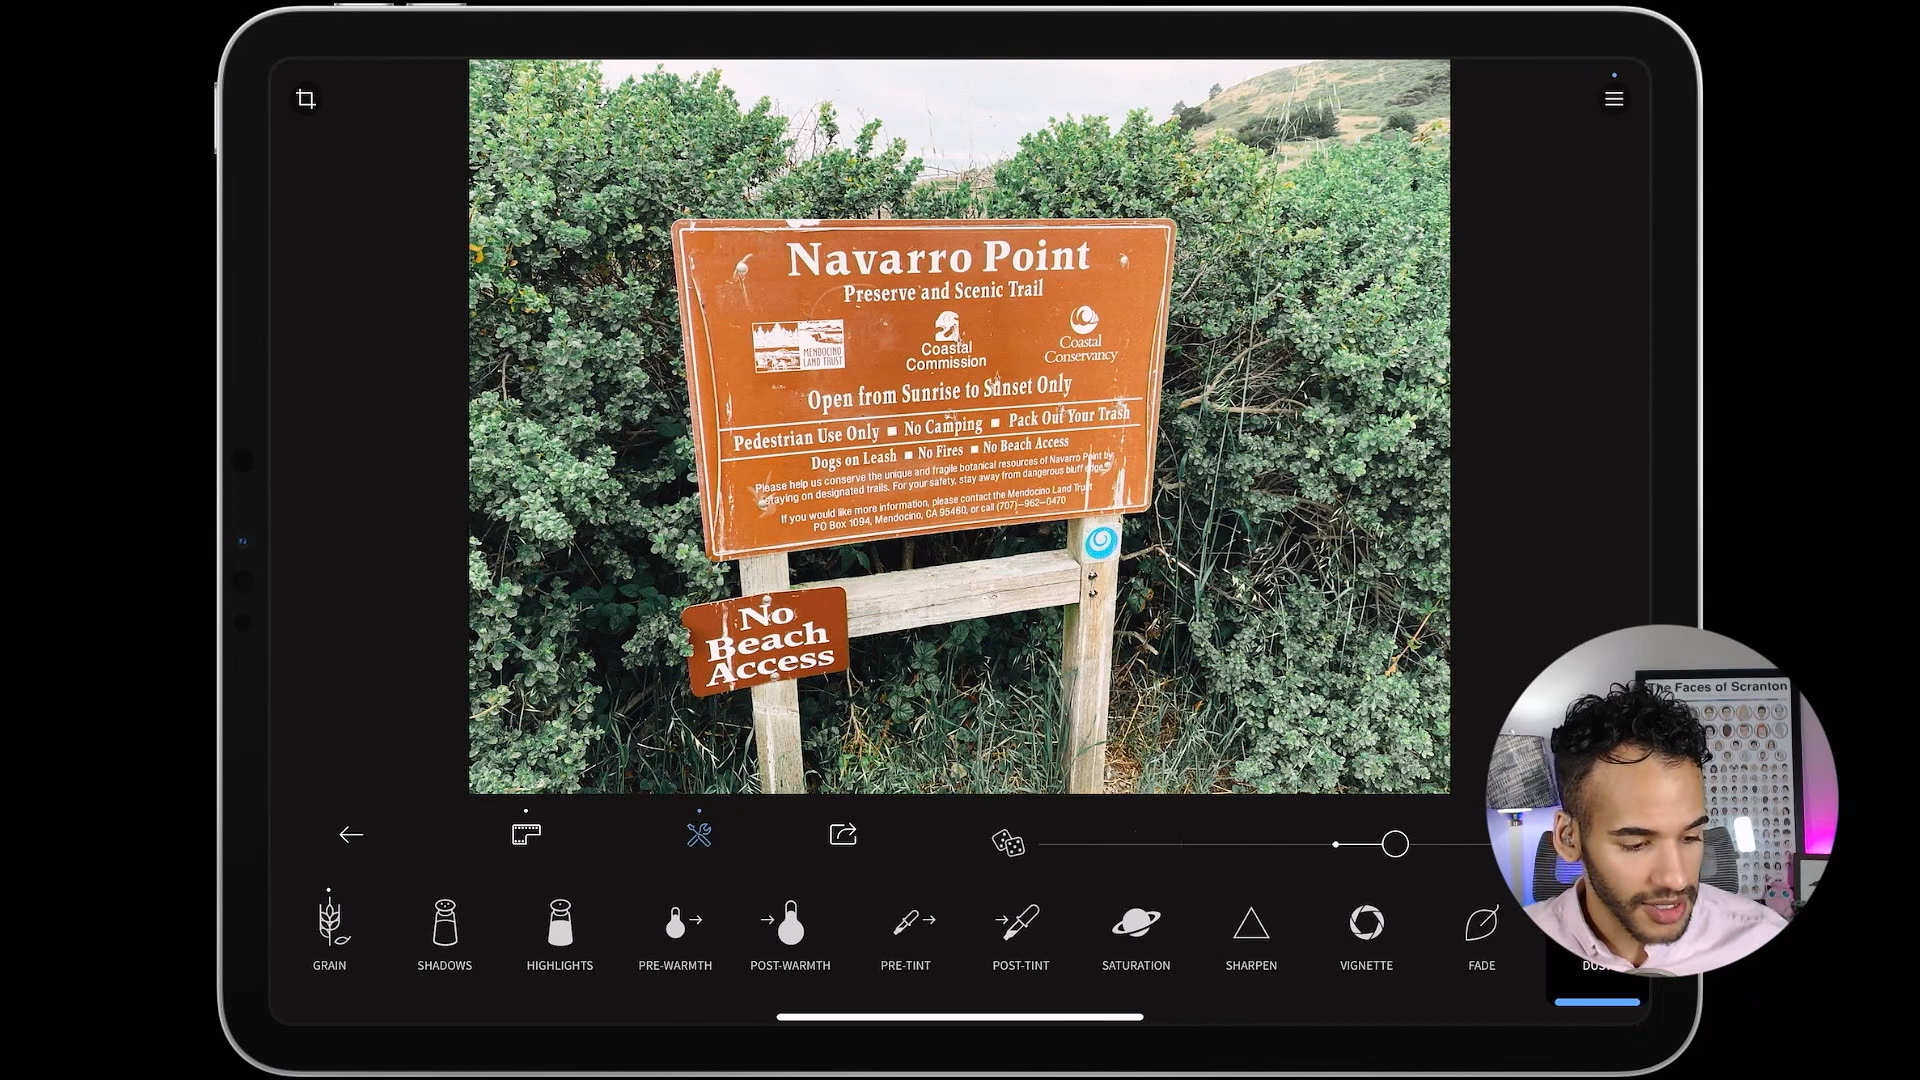 Navarro Point
Preserve and Scenic Trail
MENDOCINO
LAND TRUST
Coastal
Commission
Coastal
Conservancy
Open from Sunrise to Sunset Only
Pedestrian Use Only ■ No Camping ■ Pack Out Your Trash
Dogs on Leash ■ No Fires ■ No Beach Access
Please help us conserve the unique and fragile botanical resources of Navarro Point by
staying on designated trails. For your safety, stay away from dangerous bluff edge
If you would like more information, please contact the Mendocino Land Trust
PO Box 1094, Mendocino, CA 95460, or call (707)-962-0470
No
Beach
Access
The Faces of Scranton
GRAIN
SHADOWS
HIGHLIGHTS
PRE-WARMTH
POST-WARMTH
PRE-TINT
POST-TINT
SATURATION
SHARPEN
VIGNETTE
FADE